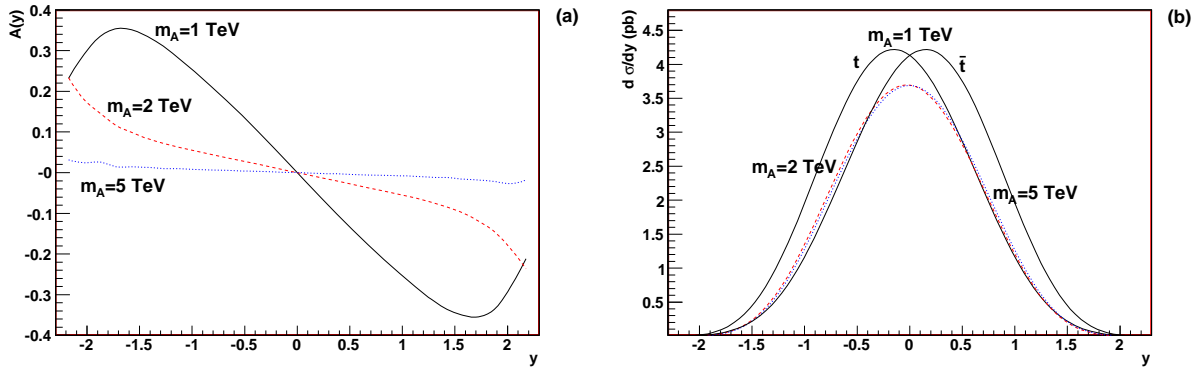 (a)
A(y)
0.4
0.3
0.2
0.1
-0
-0.1
-0.2
-0.3
-0.4
m_A=1 TeV
m_A=2 TeV
m_A=5 TeV
-2 -1.5 -1 -0.5 0 0.5 1 1.5 2
y
(b)
d σ/dy (pb)
4.5
4
3.5
3
2.5
2
1.5
1
0.5
m_A=1 TeV
t t̄
m_A=2 TeV
m_A=5 TeV
-2 -1.5 -1 -0.5 0 0.5 1 1.5 2
y